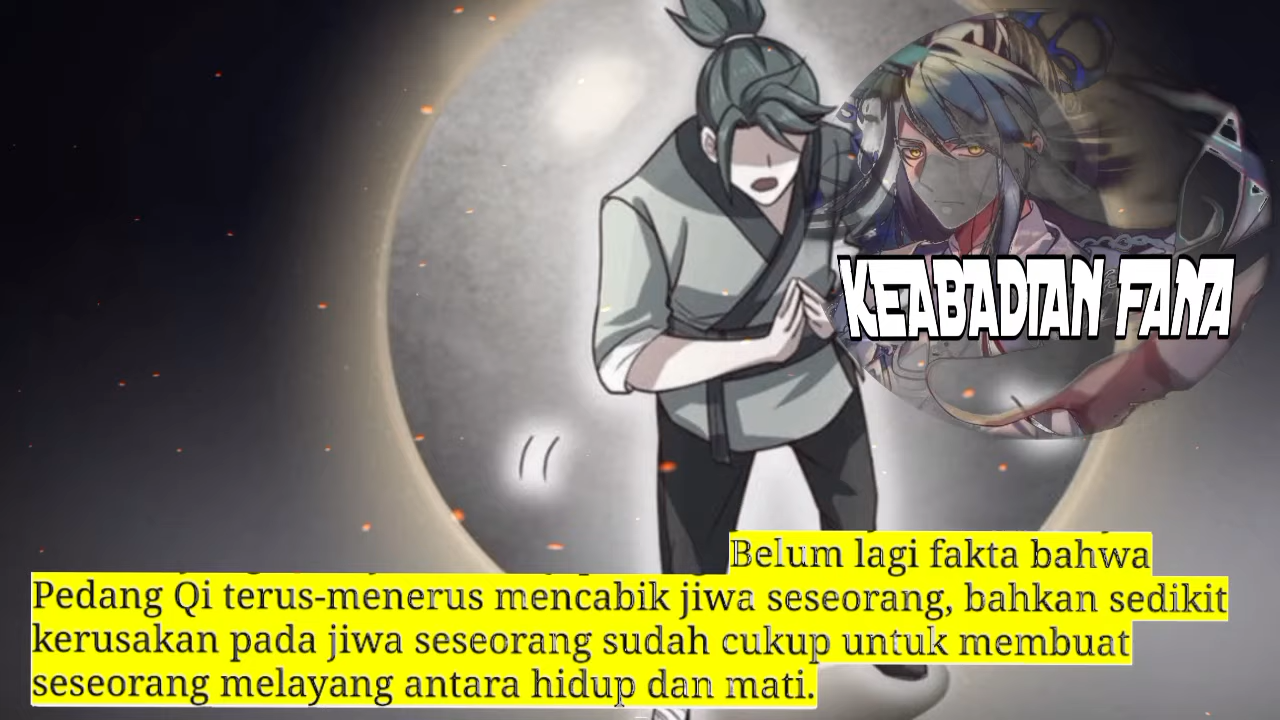 KEABADIAN FANA
Belum lagi fakta bahwa
Pedang Qi terus-menerus mencabik jiwa seseorang, bahkan sedikit
kerusakan pada jiwa seseorang sudah cukup untuk membuat
seseorang melayang antara hidup dan mati.